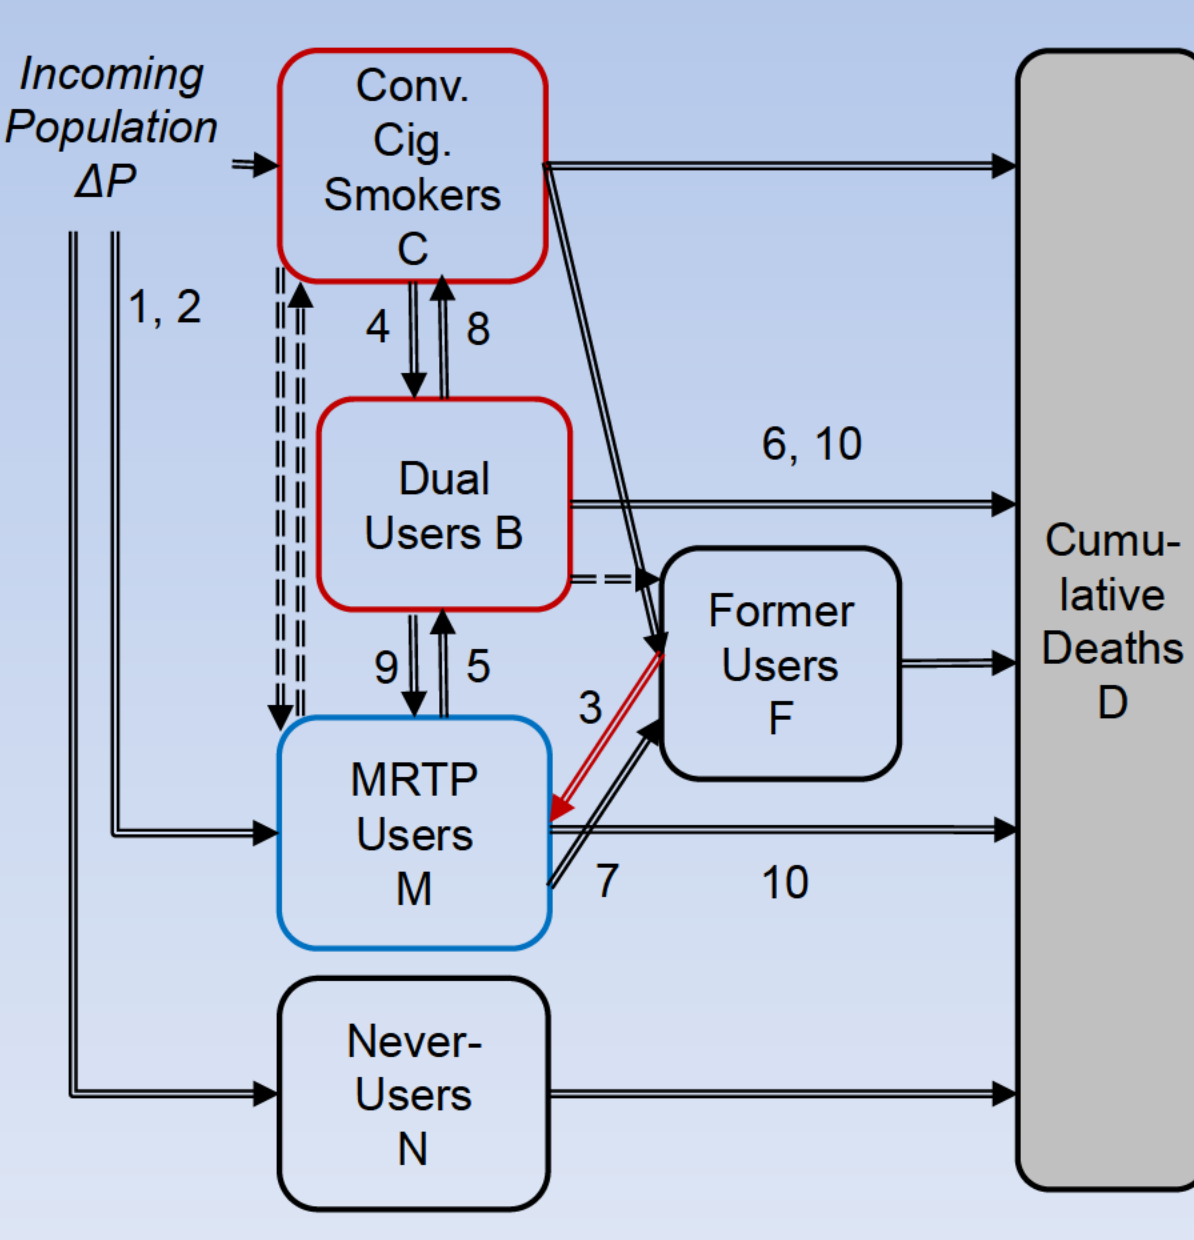 Incoming
Population
ΔP
Conv.
Cig.
Smokers
C
1, 2
4
8
Dual
Users B
6, 10
9
5
Former
Users
F
3
MRTP
Users
M
7
10
Never-
Users
N
Cumu-
lative
Deaths
D